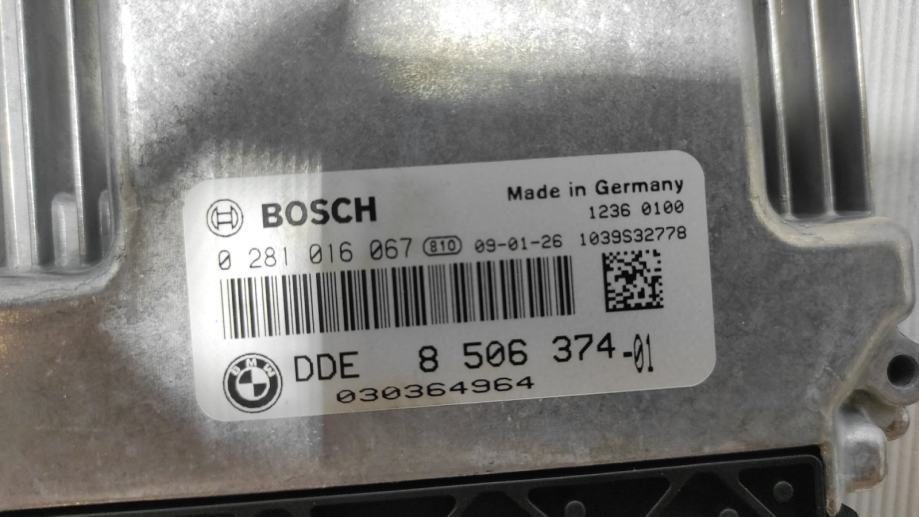 BOSCH
Made in Germany
1236 0100
0 281 016 067 810 09-01-26 1039S32778
BMW
DDE 8 506 374-01
030364964